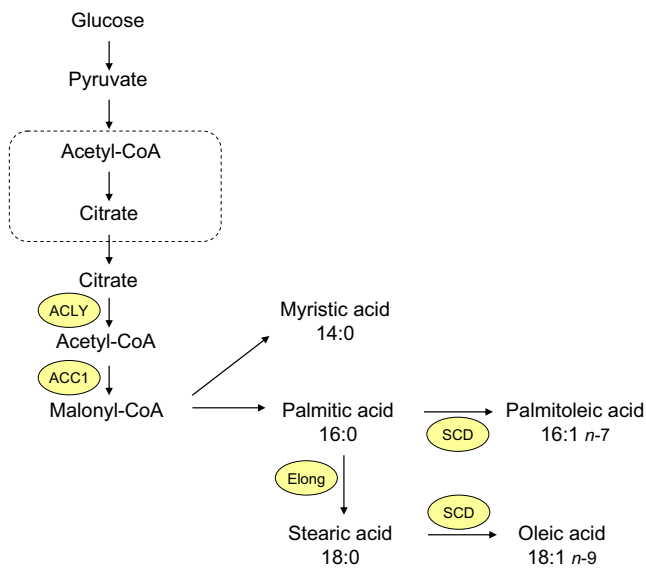 Glucose
Pyruvate
Acetyl-CoA
Citrate
Citrate
ACLY
Acetyl-CoA
ACC1
Malonyl-CoA
Myristic acid
14:0
Palmitic acid
16:0
SCD
Palmitoleic acid
16:1 n-7
Elong
Stearic acid
18:0
SCD
Oleic acid
18:1 n-9